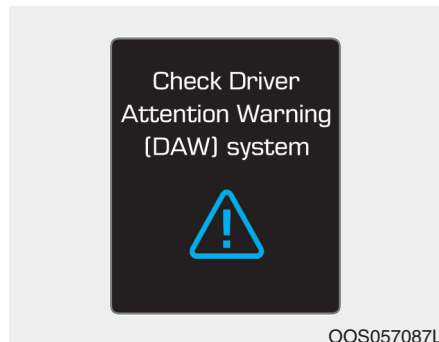 Check Driver
Attention Warning
(DAW) system
OOS057087L